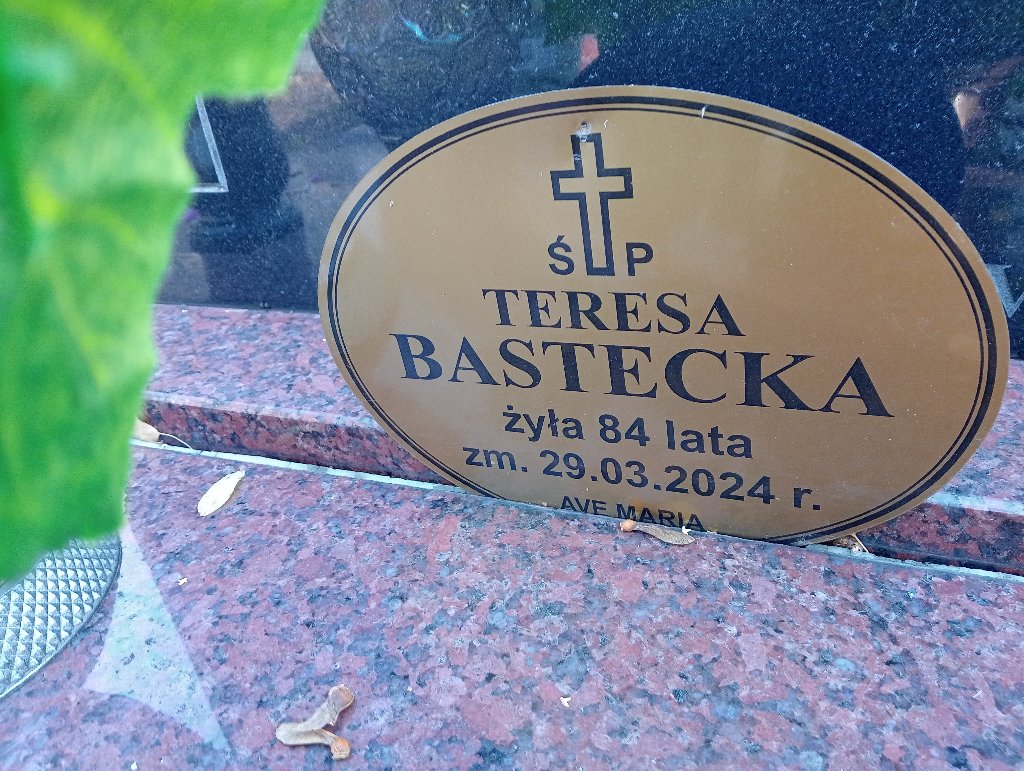 Ś P
TERESA
BASTECKA
żyła 84 lata
zm. 29.03.2024 r.
AVE MARIA